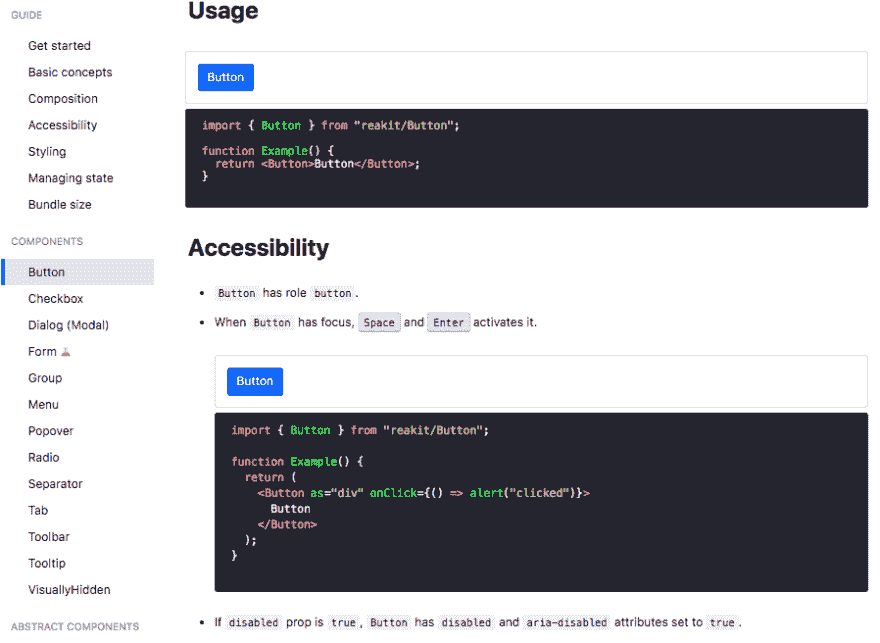 GUIDE
Get started
Basic concepts
Composition
Accessibility
Styling
Managing state
Bundle size
COMPONENTS
Button
Checkbox
Dialog (Modal)
Form
Group
Menu
Popover
Radio
Separator
Tab
Toolbar
Tooltip
VisuallyHidden
ABSTRACT COMPONENTS
Usage
Button
import { Button } from "reakit/Button";
function Example() {
  return <Button>Button</Button>;
}
Accessibility
• Button has role button.
• When Button has focus, Space and Enter activates it.
Button
import { Button } from "reakit/Button";
function Example() {
  return (
    <Button as="div" onClick={() => alert("clicked")}>
      Button
    </Button>
  );
}
• If disabled prop is true, Button has disabled and aria-disabled attributes set to true.